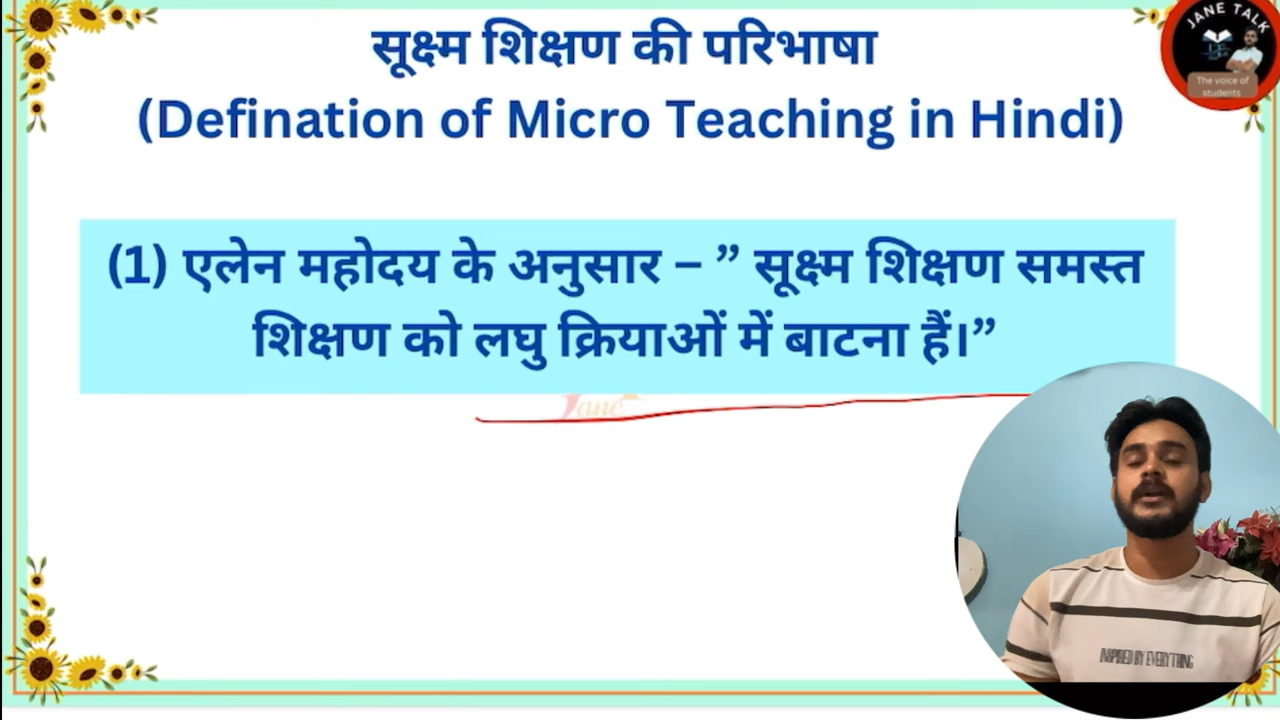 सूक्ष्म शिक्षण की परिभाषा
(Defination of Micro Teaching in Hindi)
JANE TALK
The voice of
students
(1) एलेन महोदय के अनुसार – ” सूक्ष्म शिक्षण समस्त
शिक्षण को लघु क्रियाओं में बाटना हैं।”
Jane
INSPIRED BY EVERYTHING